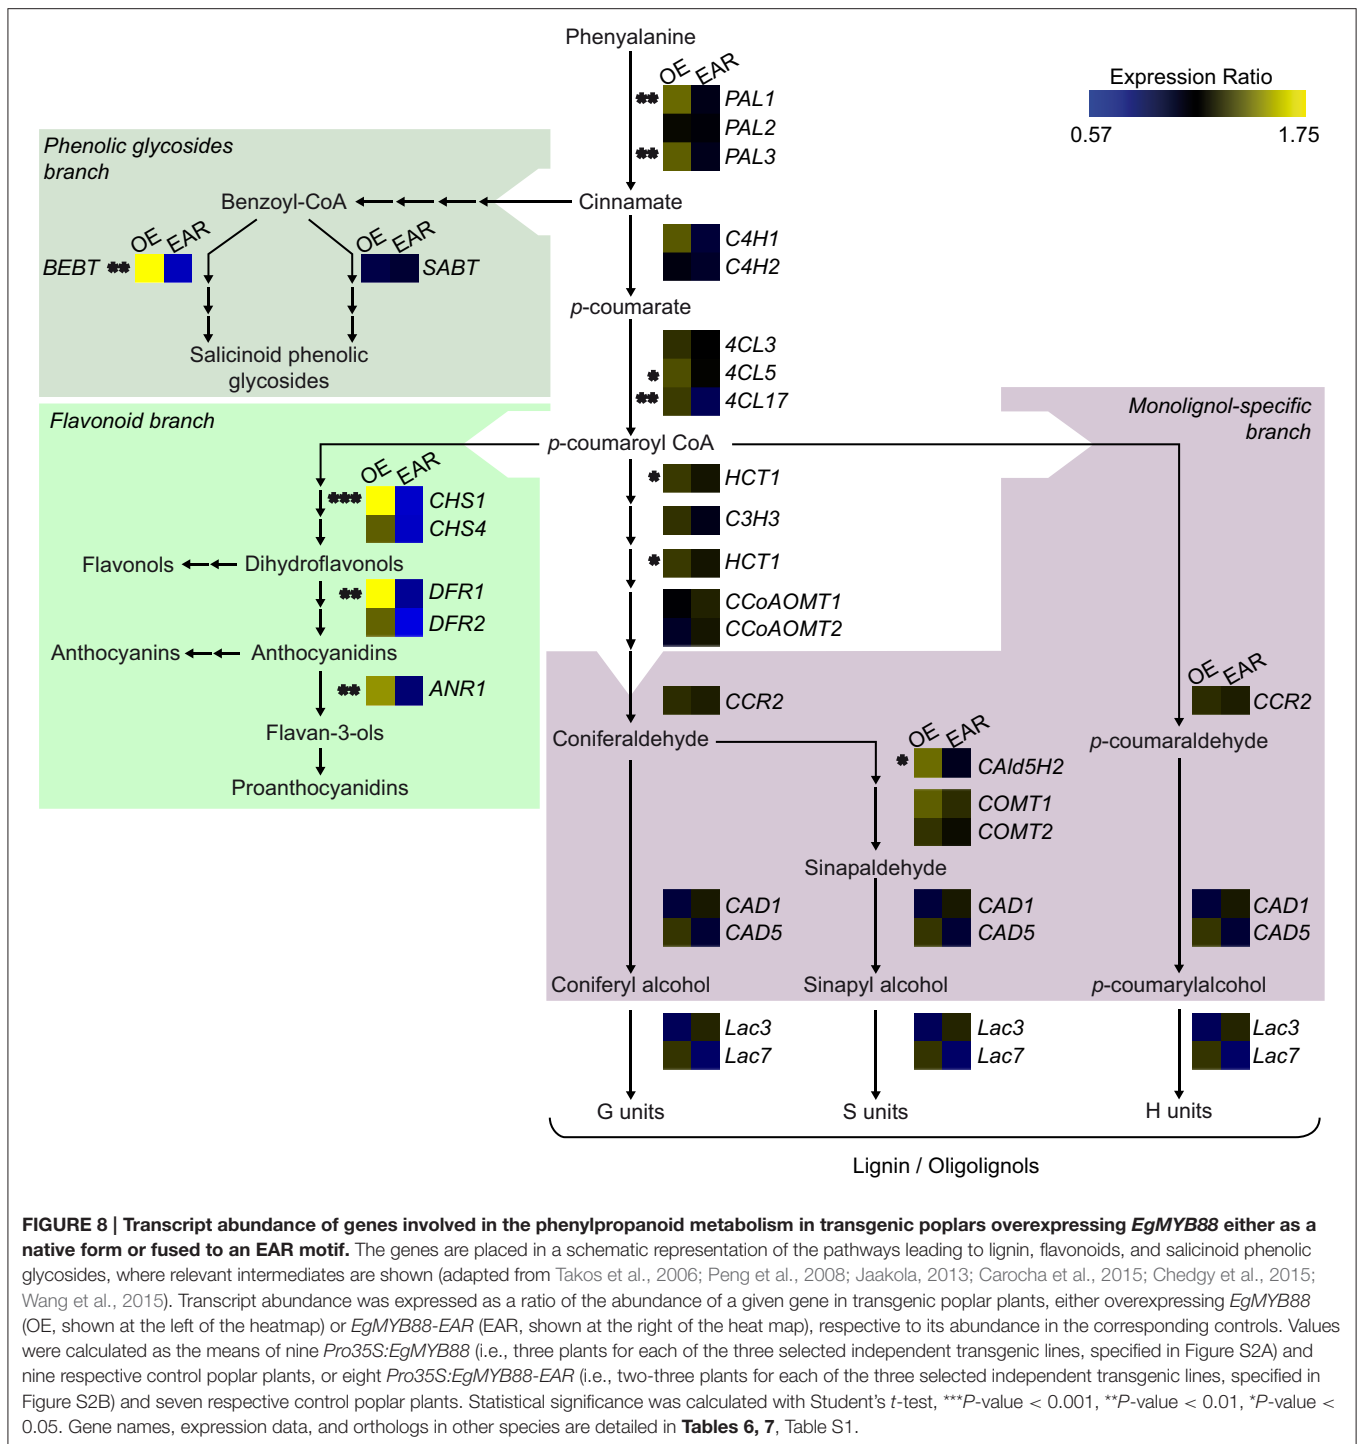 Phenyalanine
OE EAR
** PAL1
PAL2
** PAL3
Expression Ratio
0.57 1.75
Phenolic glycosides
branch
Benzoyl-CoA
Cinnamate
OE EAR
BEBT **
OE EAR
SABT
C4H1
C4H2
p-coumarate
Salicinoid phenolic
glycosides
4CL3
* 4CL5
** 4CL17
Flavonoid branch
Monolignol-specific
branch
p-coumaroyl CoA
OE EAR
*** CHS1
CHS4
* HCT1
C3H3
Flavonols
Dihydroflavonols
* HCT1
** DFR1
DFR2
CCoAOMT1
CCoAOMT2
Anthocyanins
Anthocyanidins
** ANR1
CCR2
OE EAR
CCR2
Flavan-3-ols
Coniferaldehyde
p-coumaraldehyde
OE EAR
* CAld5H2
Proanthocyanidins
COMT1
COMT2
Sinapaldehyde
CAD1 CAD1 CAD1
CAD5 CAD5 CAD5
Coniferyl alcohol Sinapyl alcohol p-coumarylalcohol
Lac3 Lac3 Lac3
Lac7 Lac7 Lac7
G units S units H units
Lignin / Oligolignols
FIGURE 8 | Transcript abundance of genes involved in the phenylpropanoid metabolism in transgenic poplars overexpressing EgMYB88 either as a
native form or fused to an EAR motif. The genes are placed in a schematic representation of the pathways leading to lignin, flavonoids, and salicinoid phenolic
glycosides, where relevant intermediates are shown (adapted from Takos et al., 2006; Peng et al., 2008; Jaakola, 2013; Carocha et al., 2015; Chedgy et al., 2015;
Wang et al., 2015). Transcript abundance was expressed as a ratio of the abundance of a given gene in transgenic poplar plants, either overexpressing EgMYB88
(OE, shown at the left of the heatmap) or EgMYB88-EAR (EAR, shown at the right of the heat map), respective to its abundance in the corresponding controls. Values
were calculated as the means of nine Pro35S:EgMYB88 (i.e., three plants for each of the three selected independent transgenic lines, specified in Figure S2A) and
nine respective control poplar plants, or eight Pro35S:EgMYB88-EAR (i.e., two-three plants for each of the three selected independent transgenic lines, specified in
Figure S2B) and seven respective control poplar plants. Statistical significance was calculated with Student's t-test, ***P-value < 0.001, **P-value < 0.01, *P-value <
0.05. Gene names, expression data, and orthologs in other species are detailed in Tables 6, 7, Table S1.